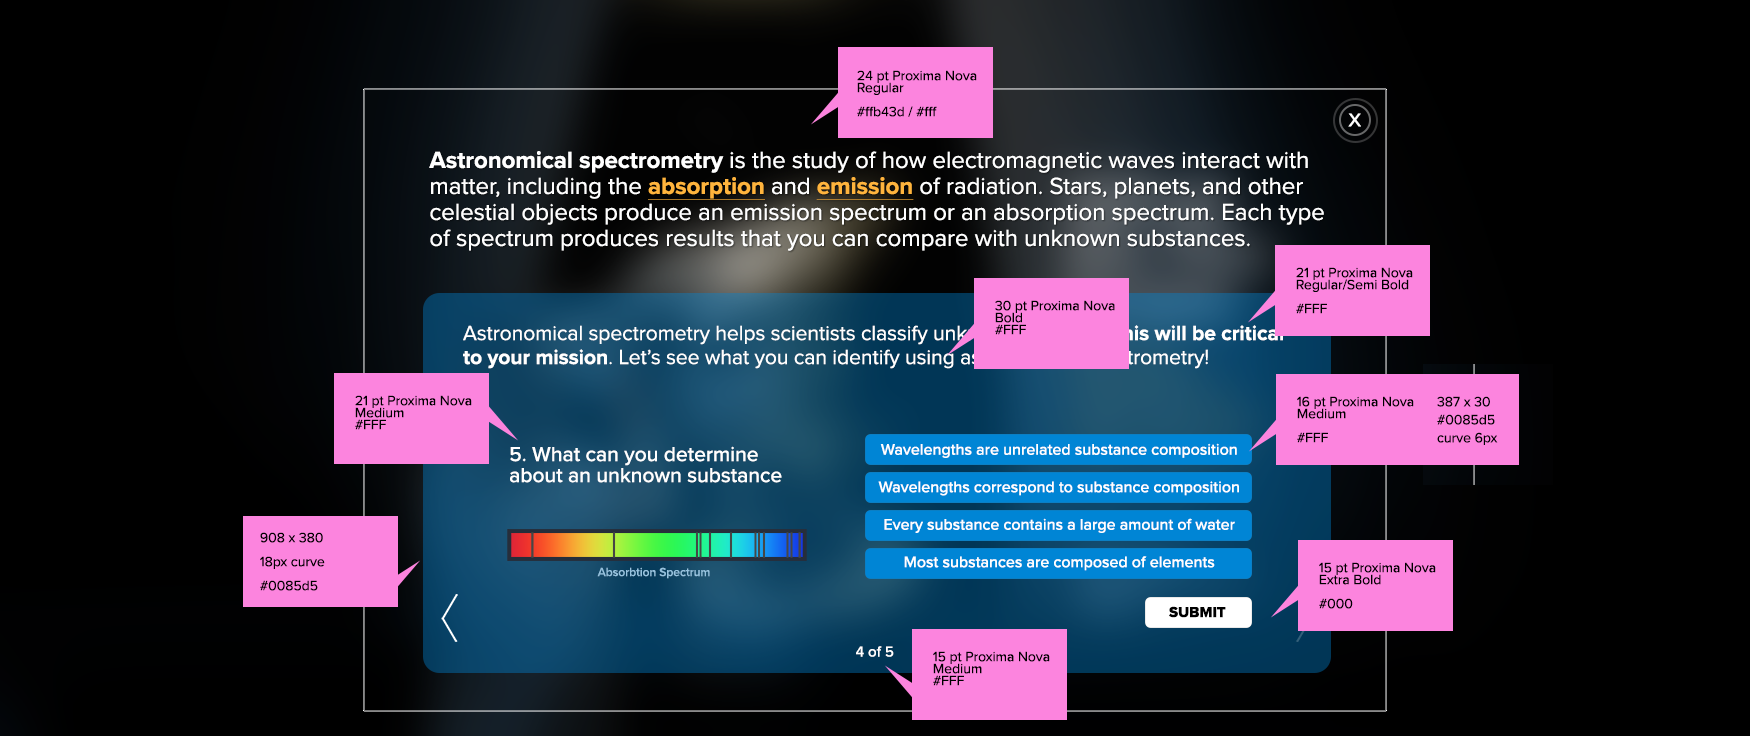 24 pt Proxima Nova
Regular
#ffb43d / #fff
X
Astronomical spectrometry is the study of how electromagnetic waves interact with
matter, including the absorption and emission of radiation. Stars, planets, and other
celestial objects produce an emission spectrum or an absorption spectrum. Each type
of spectrum produces results that you can compare with unknown substances.
21 pt Proxima Nova
Regular/Semi Bold
#FFF
30 pt Proxima Nova
Bold
#FFF
Astronomical spectrometry helps scientists classify will be critical
to your mission. Let's see what you can identify using
21 pt Proxima Nova
Medium
#FFF
16 pt Proxima Nova
Medium
#FFF
387 x 30
#0085d5
curve 6px
5. What can you determine
about an unknown substance
Wavelengths are unrelated substance composition
Wavelengths correspond to substance composition
Every substance contains a large amount of water
Most substances are composed of elements
908 x 380
18px curve
#0085d5
Absorbtion Spectrum
15 pt Proxima Nova
Extra Bold
#000
SUBMIT
4 of 5
15 pt Proxima Nova
Medium
#FFF